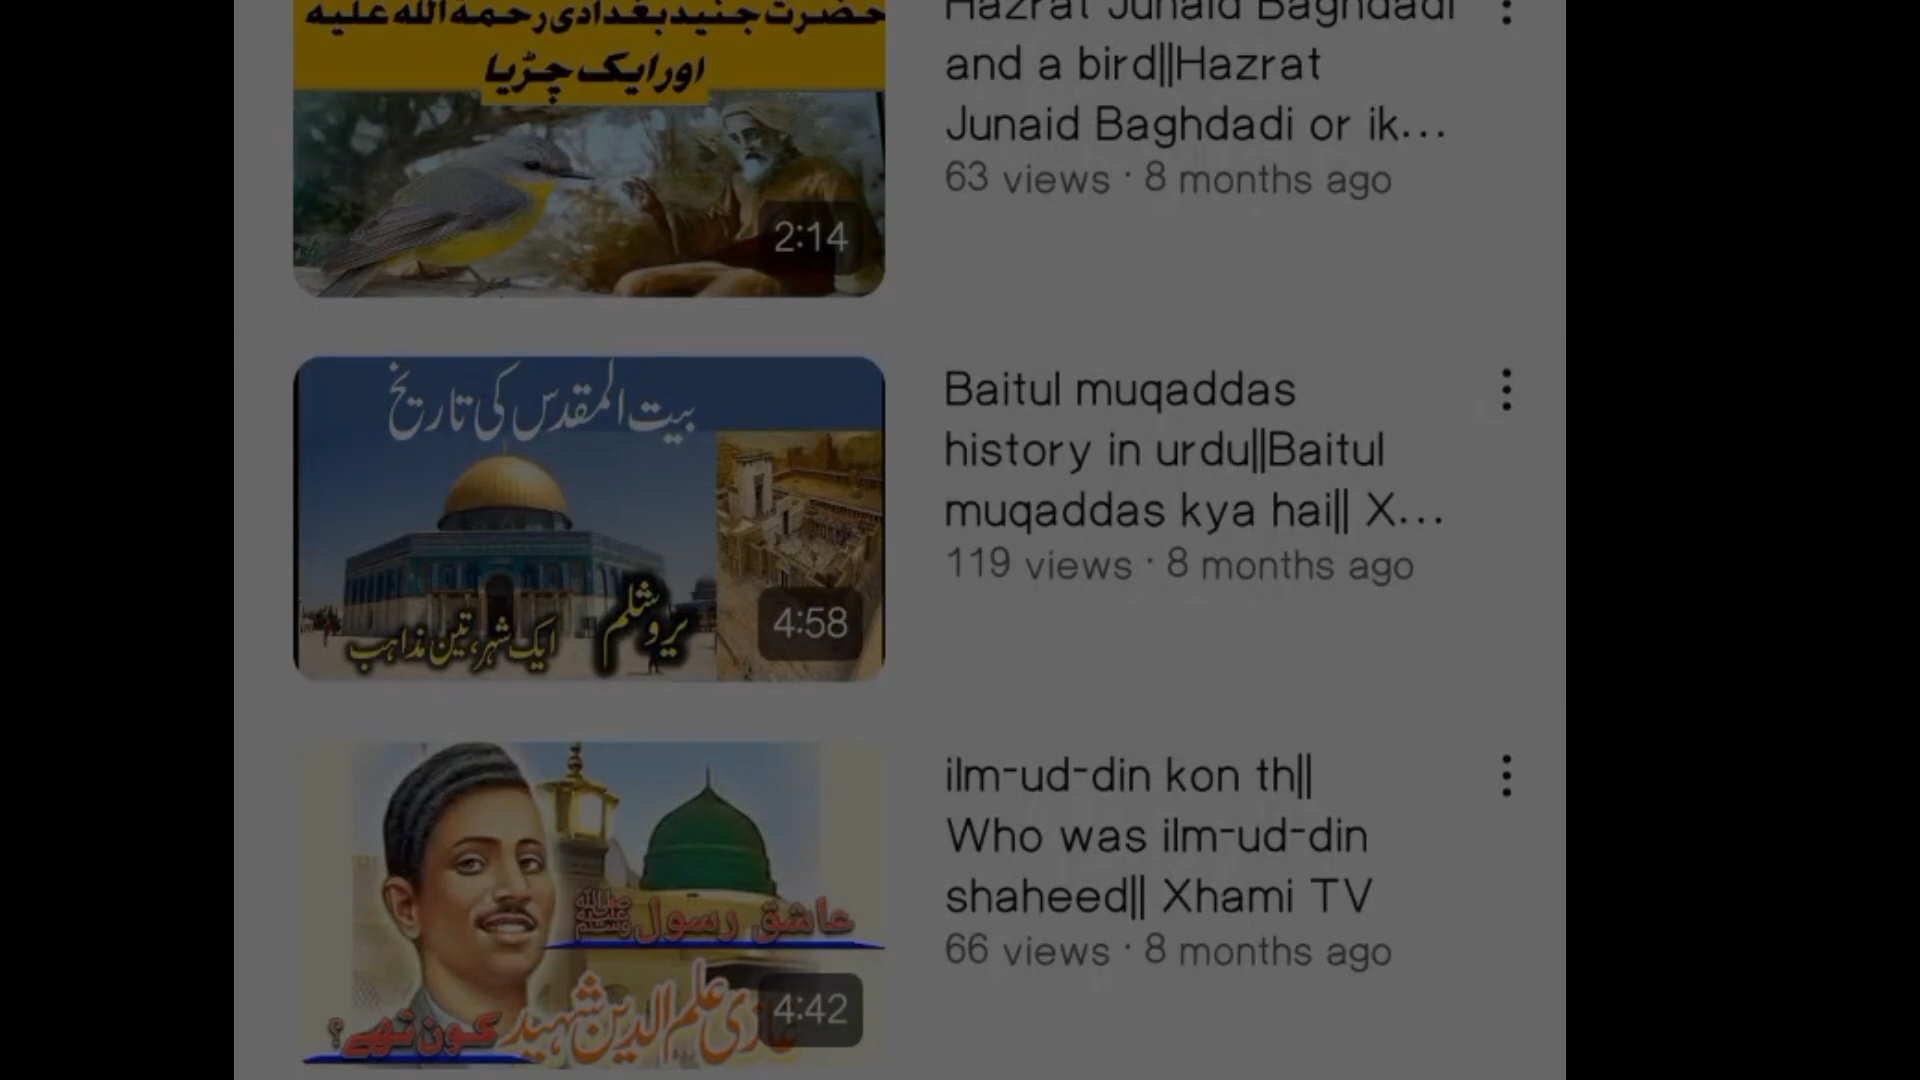 حضرت جنید بغدادی رحمۃ اللہ علیہ
اور ایک چڑیا
2:14
Hazrat Junaid Baghdadi
and a bird||Hazrat
Junaid Baghdadi or ik...
63 views · 8 months ago
بیت المقدس کی تاریخ
یروشلم
ایک شہر، تین مذاہب
4:58
Baitul muqaddas
history in urdu||Baitul
muqaddas kya hai|| X...
119 views · 8 months ago
عاشق رسول ﷺ
غازی علم الدین شہید
کون تھے؟
4:42
ilm-ud-din kon th||
Who was ilm-ud-din
shaheed|| Xhami TV
66 views · 8 months ago